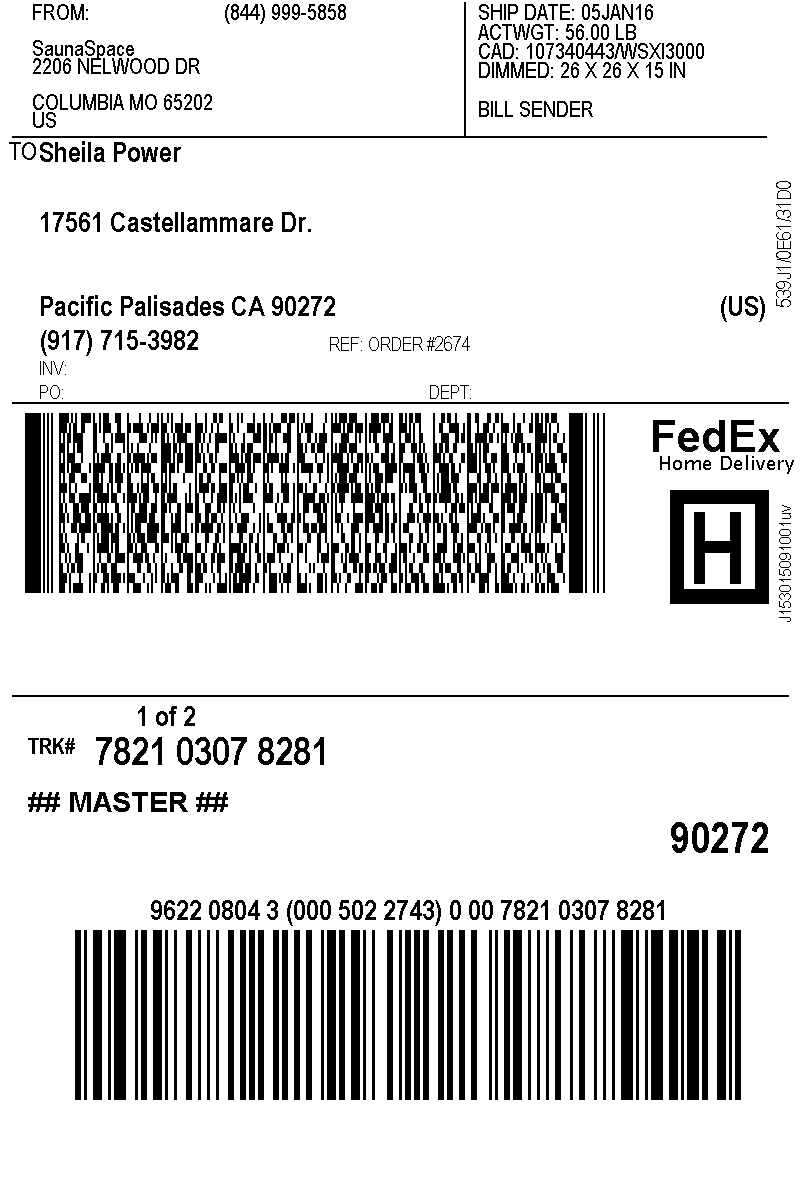 FROM: (844) 999-5858
SaunaSpace
2206 NELWOOD DR
COLUMBIA MO 65202
US
SHIP DATE: 05JAN16
ACTWGT: 56.00 LB
CAD: 107340443/WSXI3000
DIMMED: 26 X 26 X 15 IN
BILL SENDER
TO Sheila Power
17561 Castellammare Dr.
Pacific Palisades CA 90272 (US)
(917) 715-3982 REF: ORDER #2674
INV:
PO: DEPT:
539J1/0E61/31D0
FedEx
Home Delivery
H
J153015091001uv
1 of 2
TRK# 7821 0307 8281
## MASTER ##
90272
9622 0804 3 (000 502 2743) 0 00 7821 0307 8281